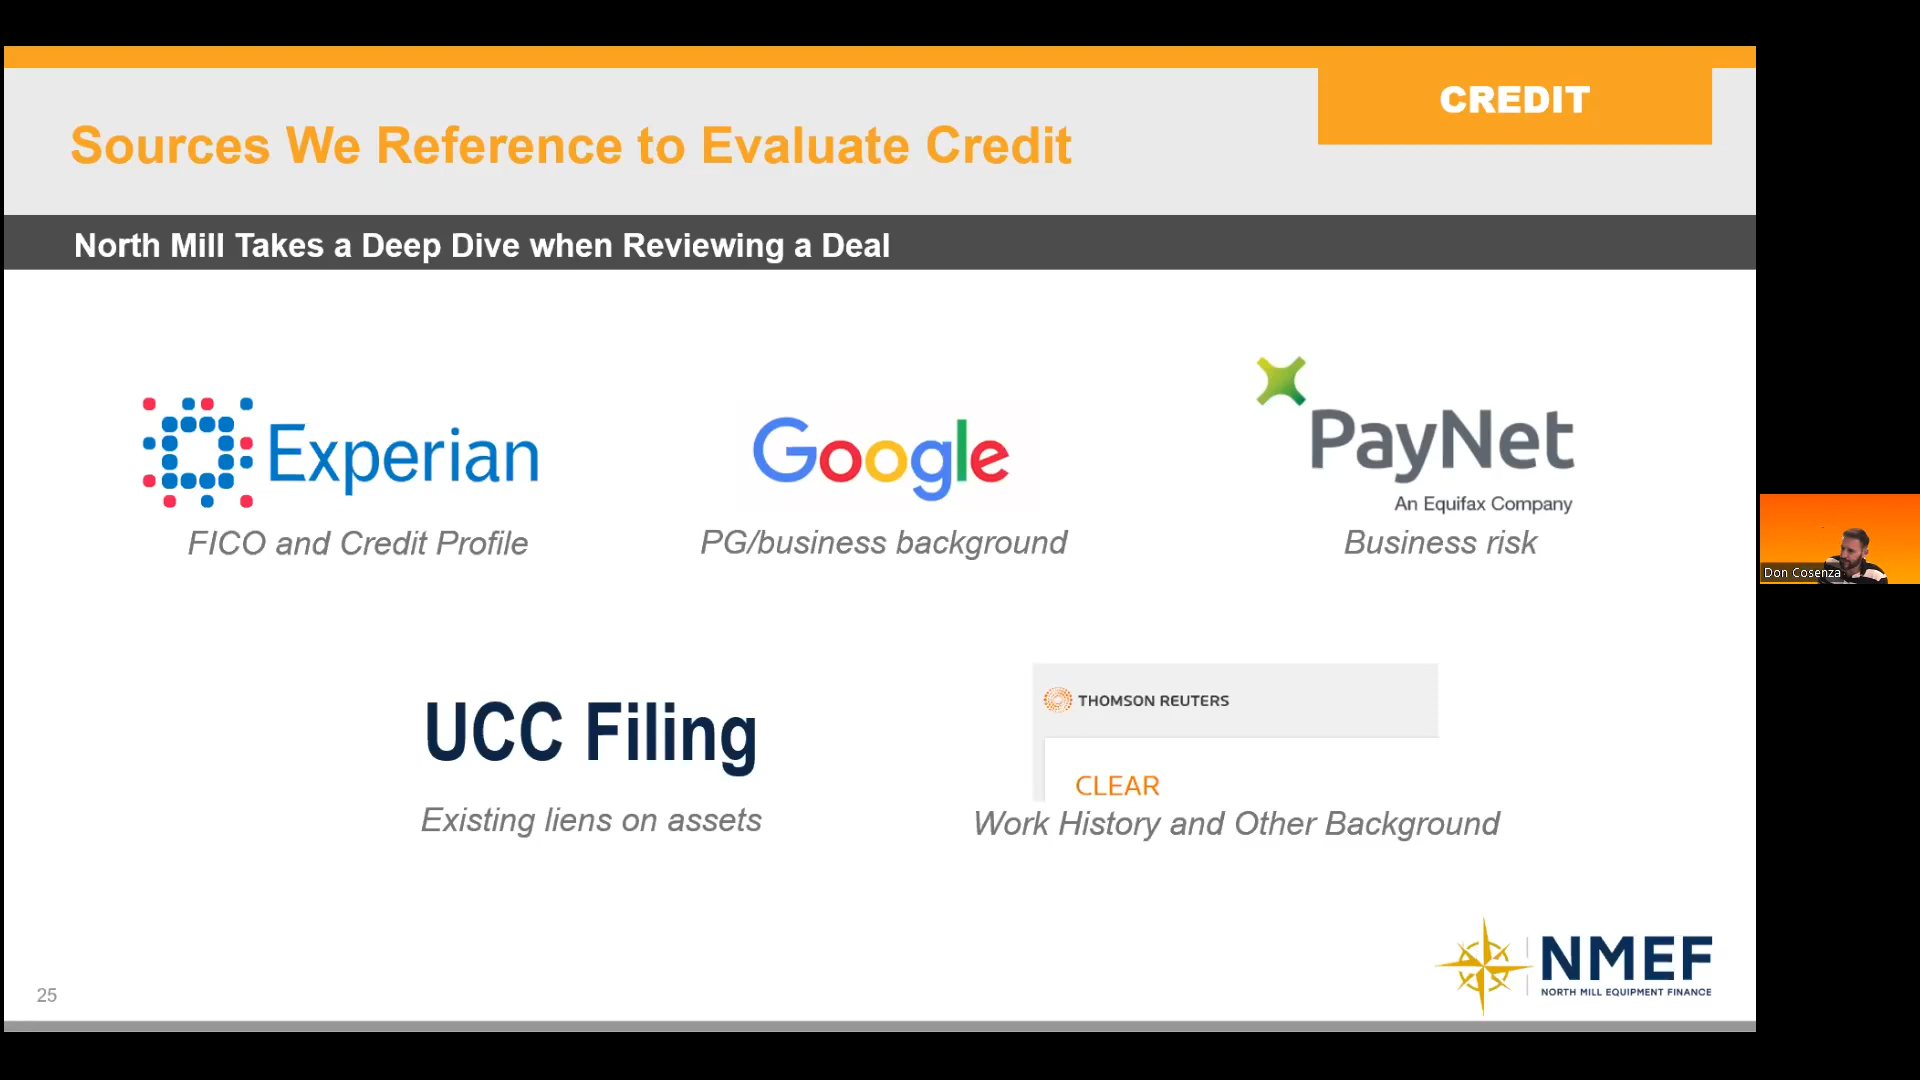 CREDIT
Sources We Reference to Evaluate Credit
North Mill Takes a Deep Dive when Reviewing a Deal
Experian
FICO and Credit Profile
Google
PG/business background
PayNet
An Equifax Company
Business risk
Don Cosenza
UCC Filing
Existing liens on assets
THOMSON REUTERS
CLEAR
Work History and Other Background
NMEF
NORTH MILL EQUIPMENT FINANCE
25